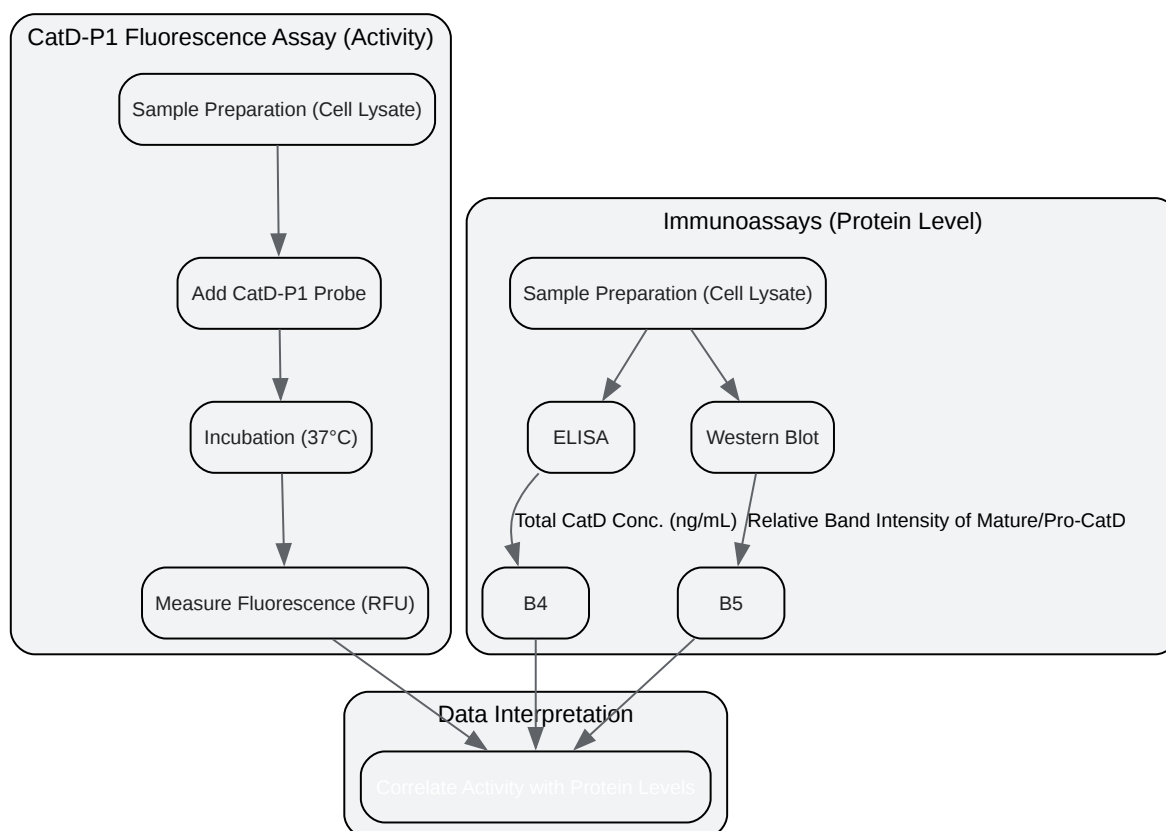 CatD-P1 Fluorescence Assay (Activity)
Sample Preparation (Cell Lysate)
Add CatD-P1 Probe
Incubation (37°C)
Measure Fluorescence (RFU)
Immunoassays (Protein Level)
Sample Preparation (Cell Lysate)
ELISA
Western Blot
Total CatD Conc. (ng/mL)
Relative Band Intensity of Mature/Pro-CatD
B4
B5
Data Interpretation
Correlate Activity with Protein Levels